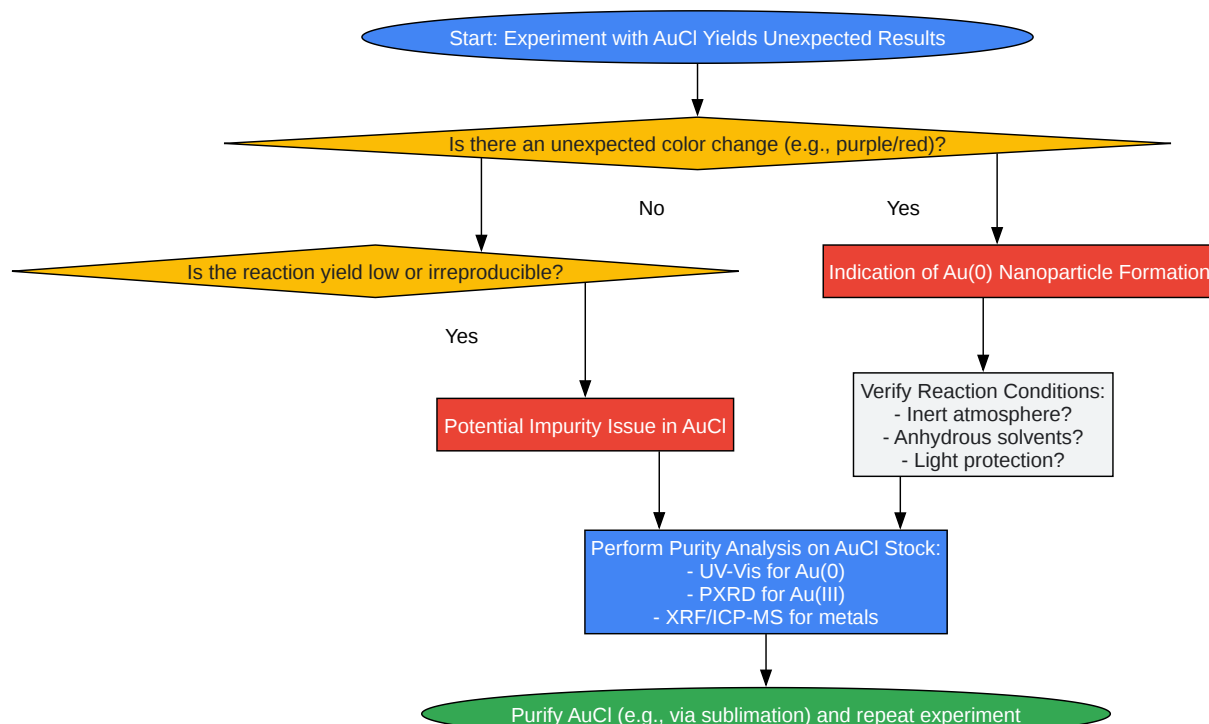 Start: Experiment with AuCl Yields Unexpected Results
Is there an unexpected color change (e.g., purple/red)?
No
Yes
Is the reaction yield low or irreproducible?
Indication of Au(0) Nanoparticle Formation
Yes
Verify Reaction Conditions:
- Inert atmosphere?
- Anhydrous solvents?
- Light protection?
Potential Impurity Issue in AuCl
Perform Purity Analysis on AuCl Stock:
- UV-Vis for Au(0)
- PXRD for Au(III)
- XRF/ICP-MS for metals
Purify AuCl (e.g., via sublimation) and repeat experiment